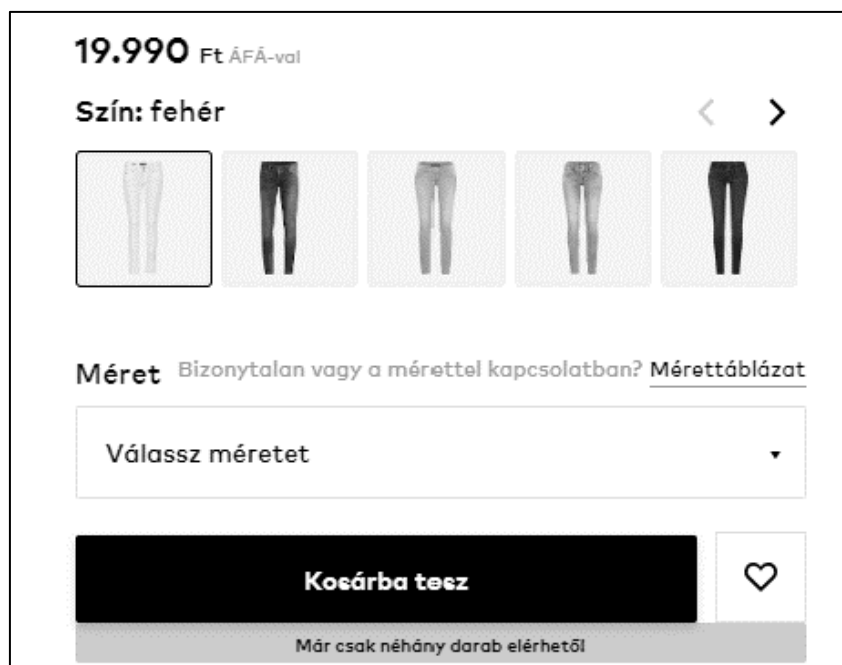 19.990 Ft ÁFÁ-val
Szín: fehér
Méret Bizonytalan vagy a mérettel kapcsolatban? Mérettáblázat
Válassz méretet
Kosárba tesz
Már csak néhány darab elérhető!